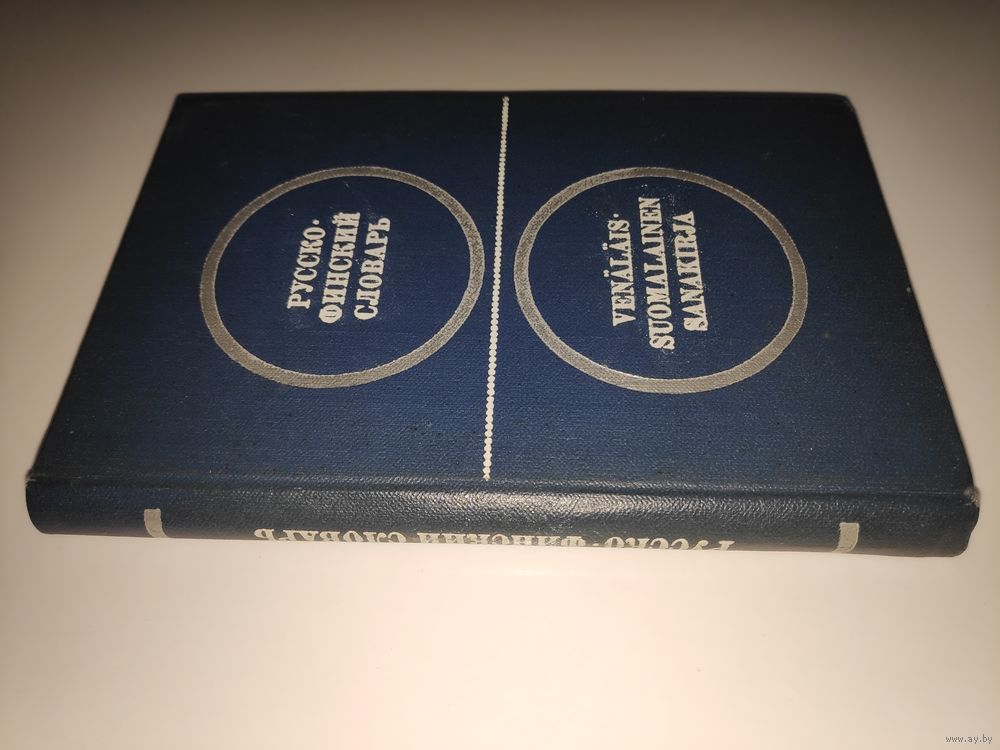 РУССКО-
ФИНСКИЙ
СЛОВАРЬ
VENÄLÄIS-
SUOMALAINEN
SANAKIRJA
РУССКО-ФИНСКИЙ СЛОВАРЬ
www.ay.by